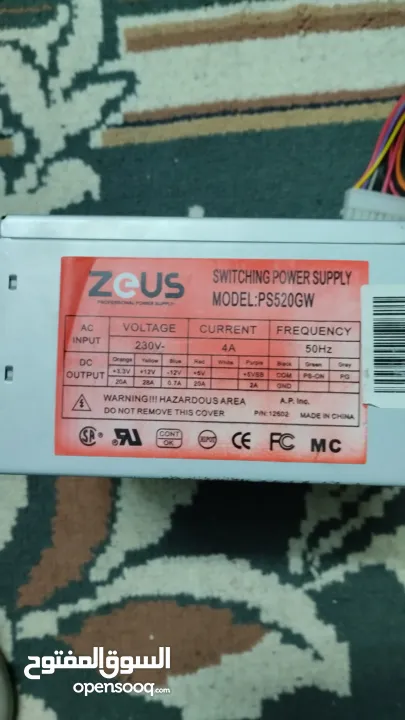 ZeUS
PROFESSIONAL POWER SUPPLY
SWITCHING POWER SUPPLY
MODEL:PS520GW
AC INPUT VOLTAGE CURRENT FREQUENCY
230V- 4A 50Hz
DC OUTPUT Orange Yellow Blue Red White Purple Black Green Grey
+3.3V +12V -12V +5V +5VSB COM PS-ON PG
20A 28A 0.7A 20A 2A GND
WARNING!!! HAZARDOUS AREA A.P. Inc.
DO NOT REMOVE THIS COVER P/N:12502 MADE IN CHINA
CONT OK
CE FC MC
السوق المفتوح
opensooq.com